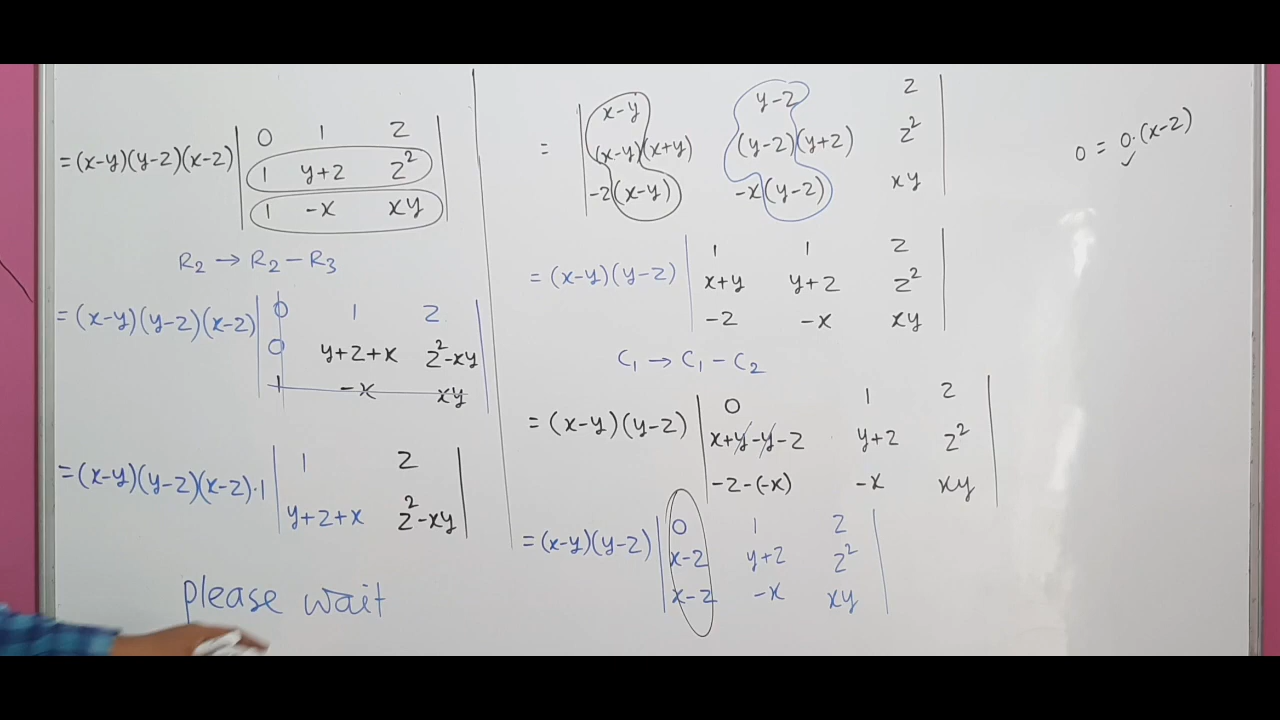 = (x-y)(y-z)(x-z) | 0 1 z |
| 1 y+z z² |
| 1 -x xy |
R₂ → R₂ - R₃
= (x-y)(y-z)(x-z) | 0 1 z |
| 0 y+z+x z²-xy |
| 1 -x xy |
= (x-y)(y-z)(x-z)·1 | 1 z |
| y+z+x z²-xy |
please wait
= | x-y y-z z |
| (x-y)(x+y) (y-z)(y+z) z² |
| -z(x-y) -x(y-z) xy |
= (x-y)(y-z) | 1 1 z |
| x+y y+z z² |
| -z -x xy |
C₁ → C₁ - C₂
= (x-y)(y-z) | 0 1 z |
| x+y-y-z y+z z² |
| -z-(-x) -x xy |
= (x-y)(y-z) | 0 1 z |
| x-z y+z z² |
| x-z -x xy |
0 = 0·(x-z)